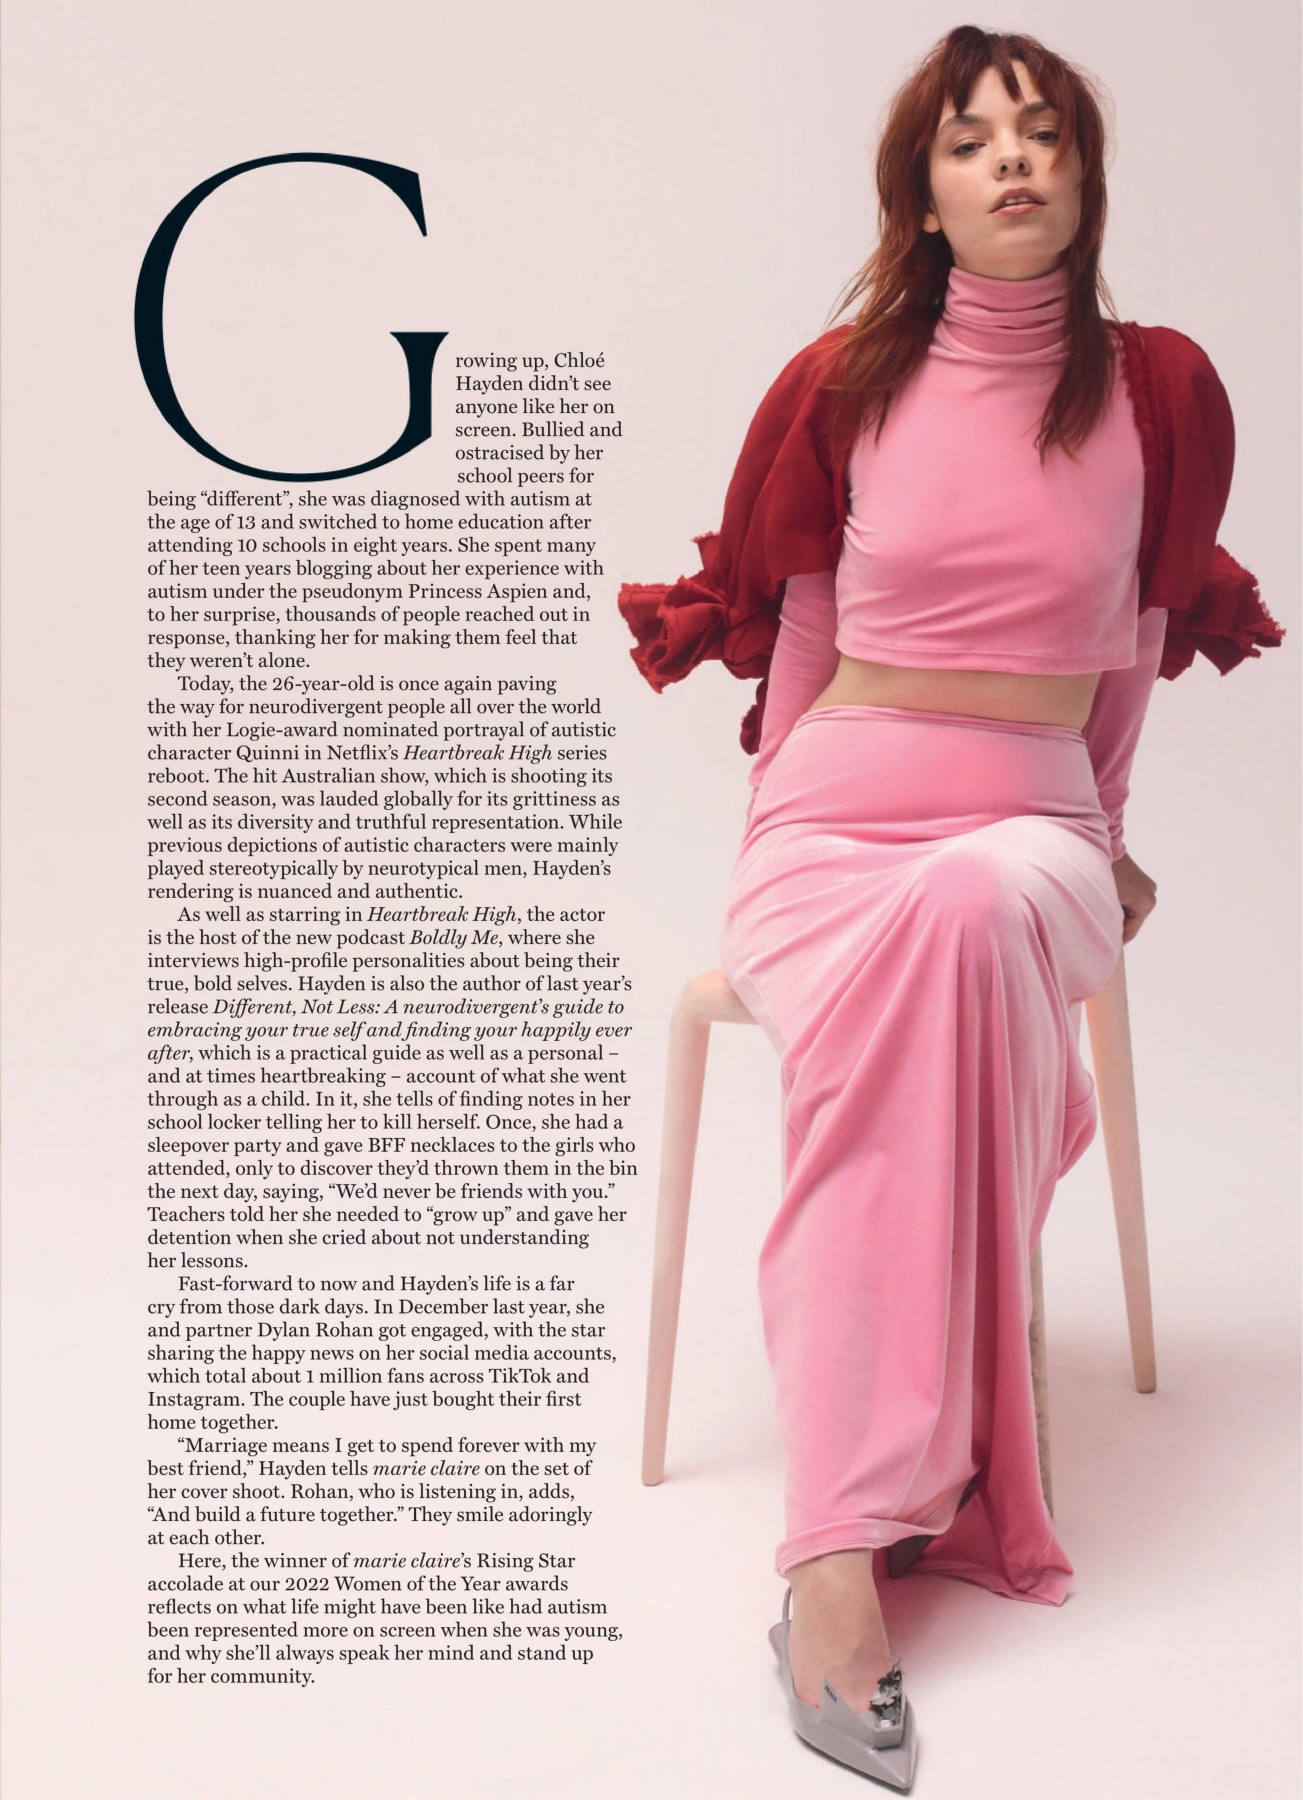 Growing up, Chloé
Hayden didn’t see
anyone like her on
screen. Bullied and
ostracised by her
school peers for
being “different”, she was diagnosed with autism at
the age of 13 and switched to home education after
attending 10 schools in eight years. She spent many
of her teen years blogging about her experience with
autism under the pseudonym Princess Aspien and,
to her surprise, thousands of people reached out in
response, thanking her for making them feel that
they weren’t alone.
Today, the 26-year-old is once again paving
the way for neurodivergent people all over the world
with her Logie-award nominated portrayal of autistic
character Quinni in Netflix’s Heartbreak High series
reboot. The hit Australian show, which is shooting its
second season, was lauded globally for its grittiness as
well as its diversity and truthful representation. While
previous depictions of autistic characters were mainly
played stereotypically by neurotypical men, Hayden’s
rendering is nuanced and authentic.
As well as starring in Heartbreak High, the actor
is the host of the new podcast Boldly Me, where she
interviews high-profile personalities about being their
true, bold selves. Hayden is also the author of last year’s
release Different, Not Less: A neurodivergent’s guide to
embracing your true self and finding your happily ever
after, which is a practical guide as well as a personal –
and at times heartbreaking – account of what she went
through as a child. In it, she tells of finding notes in her
school locker telling her to kill herself. Once, she had a
sleepover party and gave BFF necklaces to the girls who
attended, only to discover they’d thrown them in the bin
the next day, saying, “We’d never be friends with you.”
Teachers told her she needed to “grow up” and gave her
detention when she cried about not understanding
her lessons.
Fast-forward to now and Hayden’s life is a far
cry from those dark days. In December last year, she
and partner Dylan Rohan got engaged, with the star
sharing the happy news on her social media accounts,
which total about 1 million fans across TikTok and
Instagram. The couple have just bought their first
home together.
“Marriage means I get to spend forever with my
best friend,” Hayden tells marie claire on the set of
her cover shoot. Rohan, who is listening in, adds,
“And build a future together.” They smile adoringly
at each other.
Here, the winner of marie claire’s Rising Star
accolade at our 2022 Women of the Year awards
reflects on what life might have been like had autism
been represented more on screen when she was young,
and why she’ll always speak her mind and stand up
for her community.